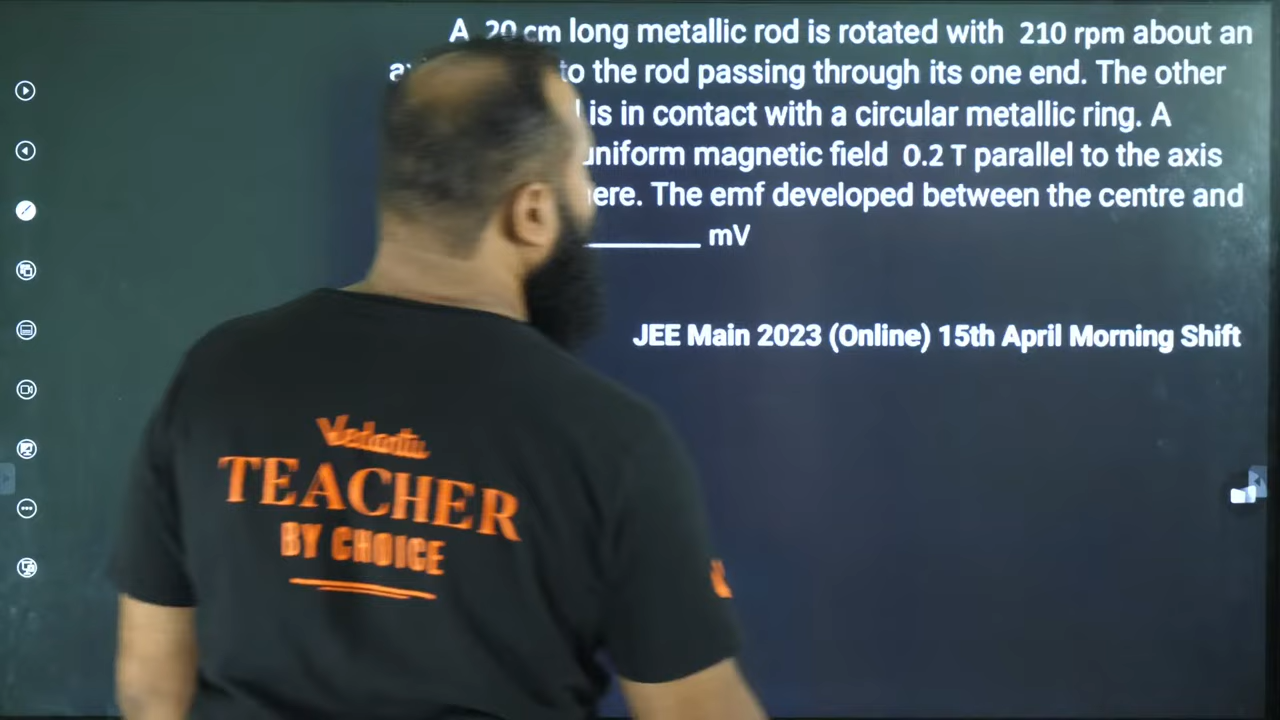 A 20 cm long metallic rod is rotated with 210 rpm about an
to the rod passing through its one end. The other
is in contact with a circular metallic ring. A
uniform magnetic field 0.2 T parallel to the axis
The emf developed between the centre and
_________ mV
JEE Main 2023 (Online) 15th April Morning Shift
Vedantu
TEACHER
BY CHOICE